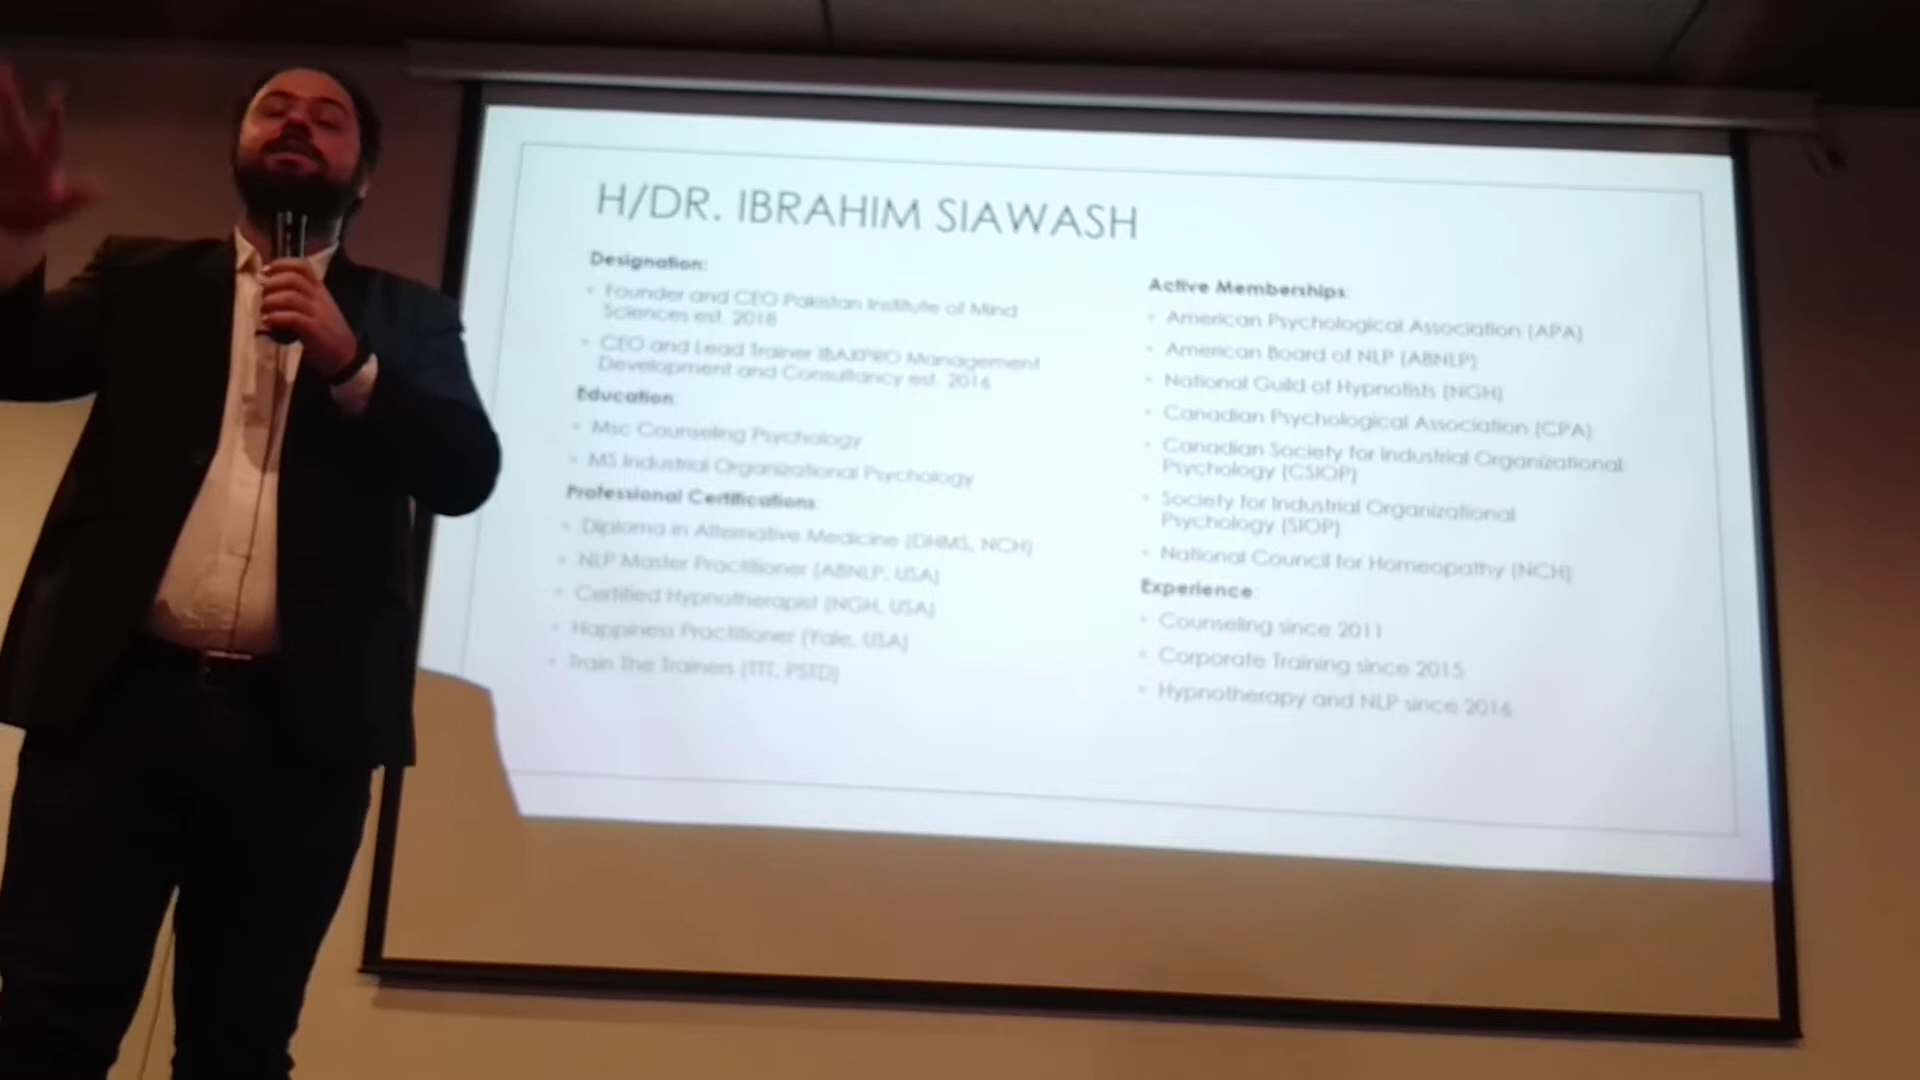 H/DR. IBRAHIM SIAWASH
Designation:
Founder and CEO Pakistan Institute of Mind
Sciences est. 2018
CEO and Lead Trainer IBAXPRO Management
Development and Consultancy est. 2016
Education:
Msc Counseling Psychology
MS Industrial Organizational Psychology
Professional Certifications:
Diploma in Alternative Medicine (DHMS, NCH)
NLP Master Practitioner (ABNLP, USA)
Certified Hypnotherapist (NGH, USA)
Happiness Practitioner (Yale, USA)
Train The Trainers (TTT, PSTD)
Active Memberships:
American Psychological Association (APA)
American Board of NLP (ABNLP)
National Guild of Hypnotists (NGH)
Canadian Psychological Association (CPA)
Canadian Society for Industrial Organizational
Psychology (CSIOP)
Society for Industrial Organizational
Psychology (SIOP)
National Council for Homeopathy (NCH)
Experience:
Counseling since 2011
Corporate Training since 2015
Hypnotherapy and NLP since 2016